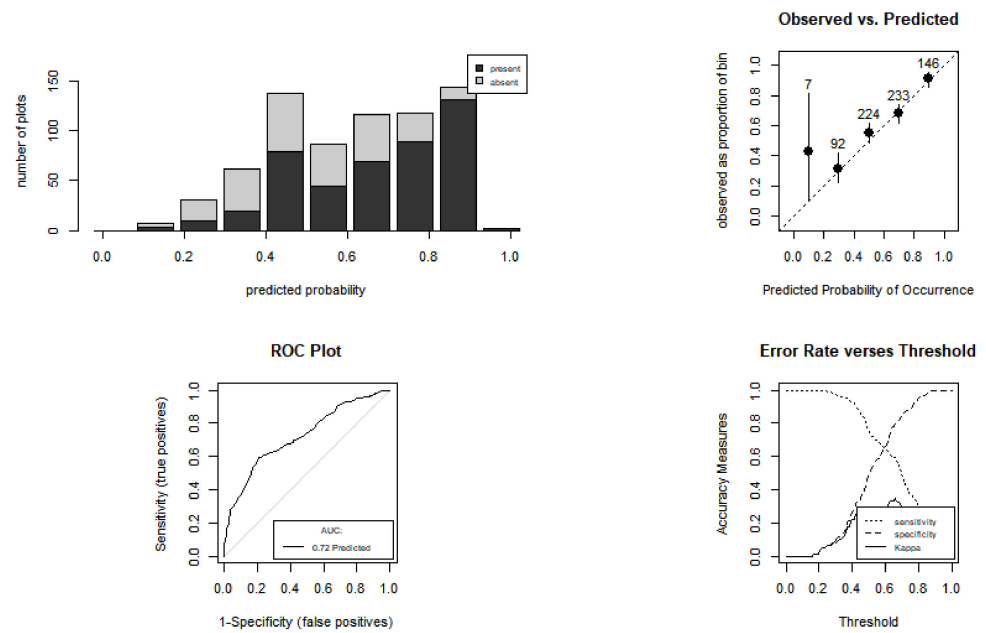 Observed vs. Predicted
number of plots
150
100
50
0
present
absent
0.0 0.2 0.4 0.6 0.8 1.0
predicted probability
observed as proportion of bin
1.0
0.8
0.6
0.4
0.2
0.0
7
92
224
233
146
0.0 0.2 0.4 0.6 0.8 1.0
Predicted Probability of Occurrence
ROC Plot
Sensitivity (true positives)
1.0
0.8
0.6
0.4
0.2
0.0
AUC:
0.72 Predicted
0.0 0.2 0.4 0.6 0.8 1.0
1-Specificity (false positives)
Error Rate verses Threshold
Accuracy Measures
1.0
0.8
0.6
0.4
0.2
0.0
sensitivity
specificity
Kappa
0.0 0.2 0.4 0.6 0.8 1.0
Threshold